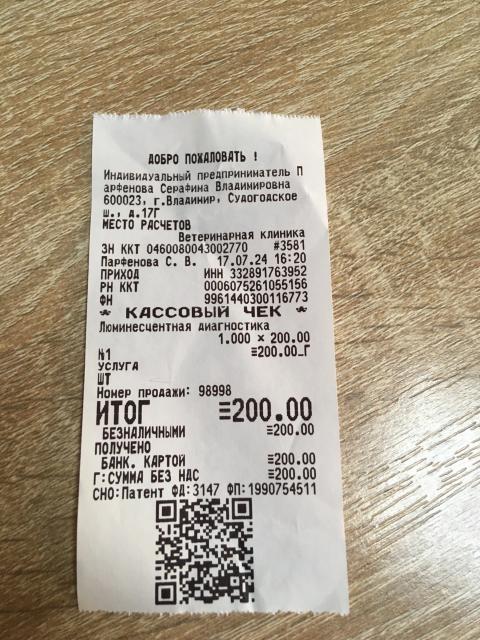 ДОБРО ПОЖАЛОВАТЬ !
Индивидуальный предприниматель П
арфенова Серафина Владимировна
600023, г.Владимир, Судогодское
ш., д.17Г
МЕСТО РАСЧЕТОВ
Ветеринарная клиника
ЗН ККТ 0460080043002770 #3581
Парфенова С. В. 17.07.24 16:20
ПРИХОД ИНН 332891763952
РН ККТ 0006075261055156
ФН 9961440300116773
* КАССОВЫЙ ЧЕК *
Люминесцентная диагностика
1.000 × 200.00
№1 ≡200.00_Г
УСЛУГА
ШТ
Номер продажи: 98998
ИТОГ ≡200.00
БЕЗНАЛИЧНЫМИ ≡200.00
ПОЛУЧЕНО
БАНК. КАРТОЙ ≡200.00
Г:СУММА БЕЗ НДС ≡200.00
СНО:Патент ФД:3147 ФП:1990754511